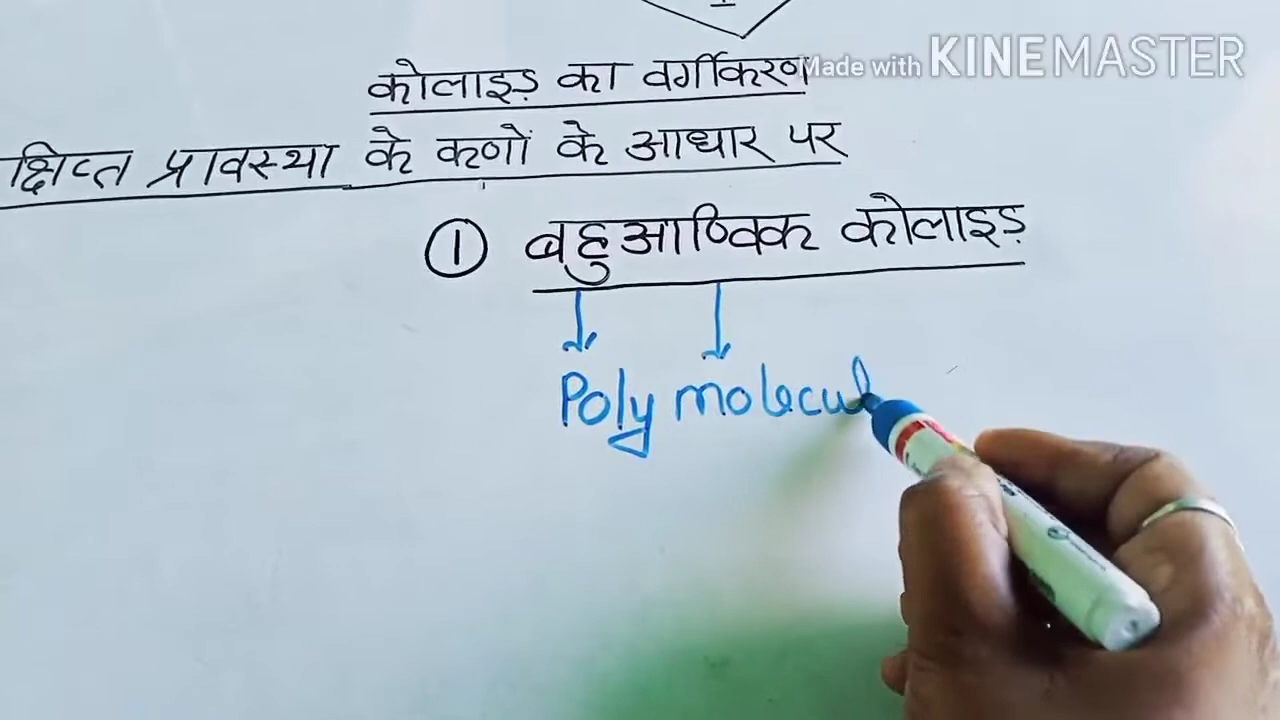 कोलाइड़ का वर्गीकरण
Made with KINEMASTER
क्षिप्त प्रावस्था के कणों के आधार पर
① बहुआण्विक कोलाइड़
Poly molecul